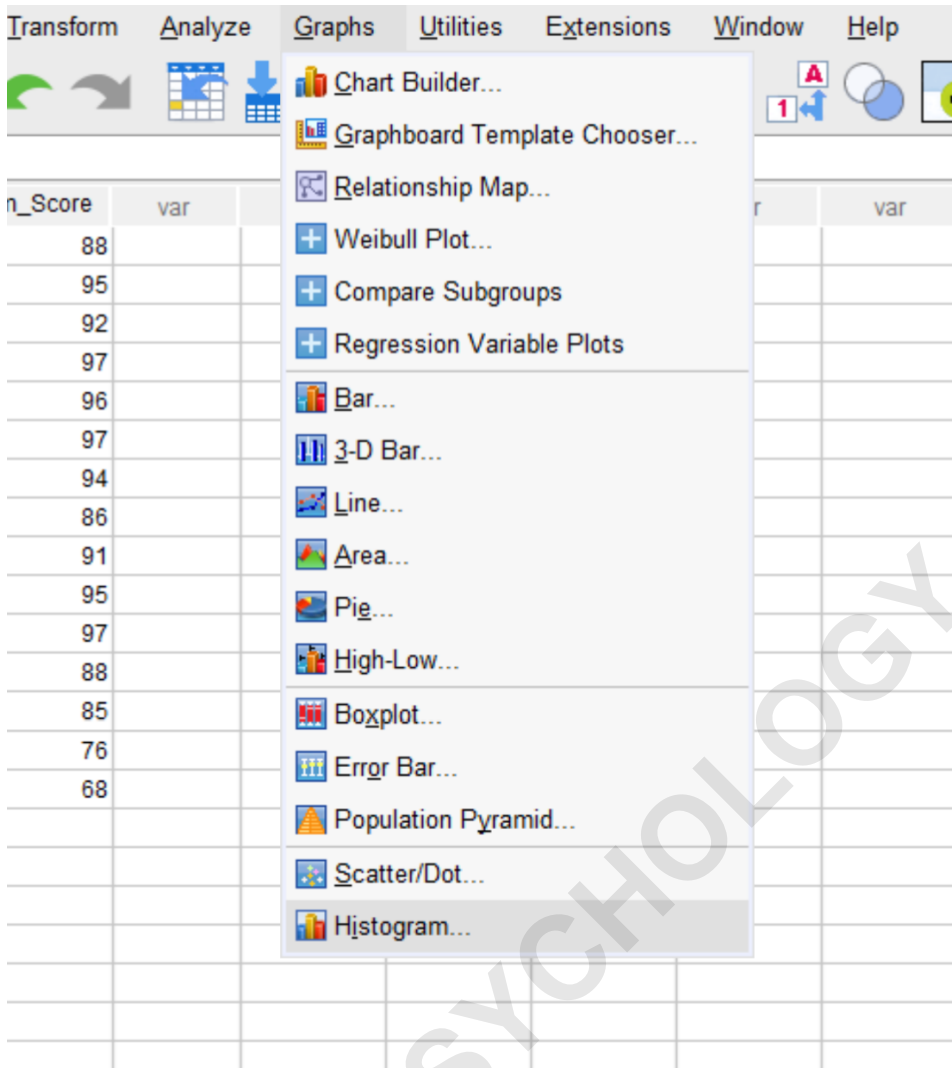 Transform Analyze Graphs Utilities Extensions Window Help
A
1
Chart Builder...
Graphboard Template Chooser...
Relationship Map...
Weibull Plot...
Compare Subgroups
Regression Variable Plots
Bar...
3-D Bar...
Line...
Area...
Pie...
High-Low...
Boxplot...
Error Bar...
Population Pyramid...
Scatter/Dot...
Histogram...
_Score var var
88
95
92
97
96
97
94
86
91
95
97
88
85
76
68
SYCHOLOGY